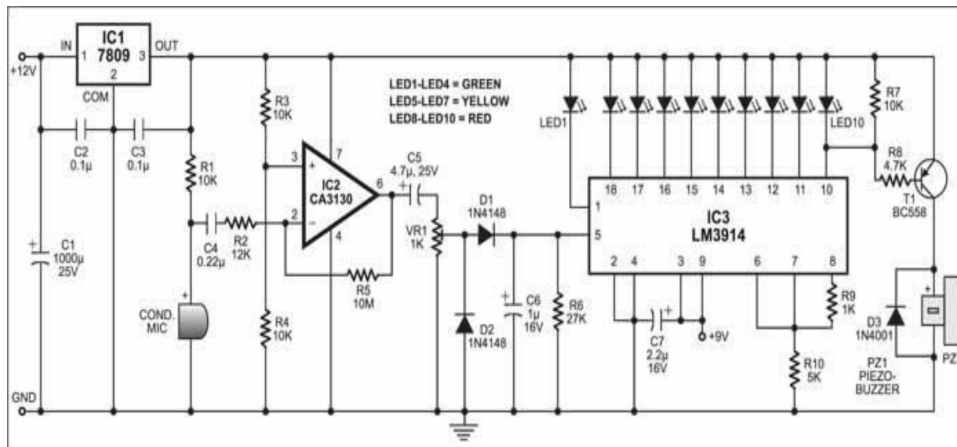 IC1
7809
IN
OUT
1
3
2
COM
+12V
C2
0.1µ
C3
0.1µ
C1
1000µ
25V
GND
R1
10K
C4
0.22µ
R2
12K
COND.
MIC
R3
10K
R4
10K
3
+
2
−
7
6
4
IC2
CA3130
R5
10M
C5
4.7µ, 25V
VR1
1K
D1
1N4148
D2
1N4148
C6
1µ
16V
R6
27K
LED1-LED4 = GREEN
LED5-LED7 = YELLOW
LED8-LED10 = RED
LED1
LED10
18 17 16 15 14 13 12 11 10
1
5
IC3
LM3914
2 4 3 9 6 7 8
C7
2.2µ
16V
+9V
R9
1K
R10
5K
R7
10K
R8
4.7K
T1
BC558
D3
1N4001
PZ1
PIEZO-
BUZZER
+
PZ